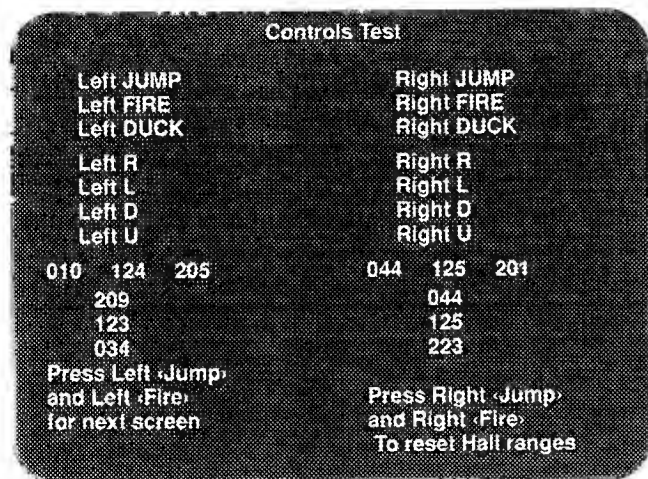 Controls Test
Left JUMP
Left FIRE
Left DUCK
Left R
Left L
Left D
Left U
010 124 205
209
123
034
Press Left ‹Jump›
and Left ‹Fire›
for next screen
Right JUMP
Right FIRE
Right DUCK
Right R
Right L
Right D
Right U
044 125 201
044
125
223
Press Right ‹Jump›
and Right ‹Fire›
To reset Hall ranges